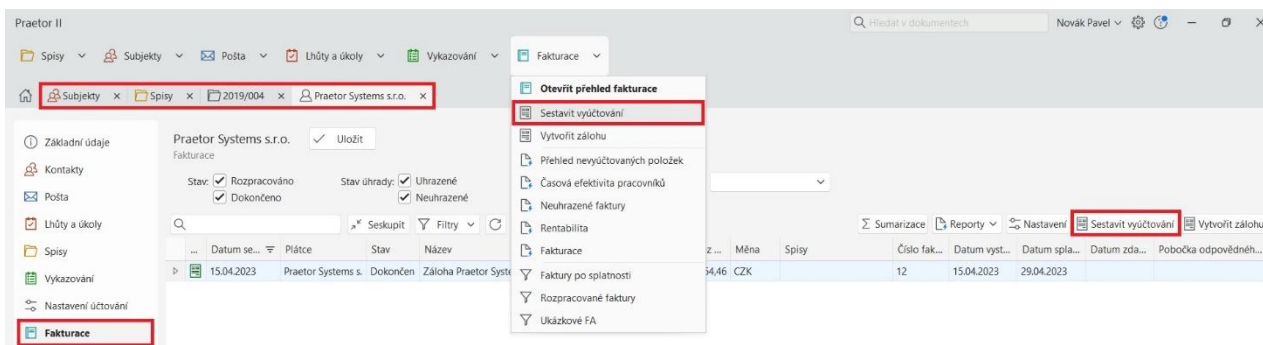 Praetor II
Hledat v dokumentech
Novák Pavel
Spisy
Subjekty
Pošta
Lhůty a úkoly
Vykazování
Fakturace
Subjekty
Spisy
2019/004
Praetor Systems s.r.o.
Otevřít přehled fakturace
Sestavit vyúčtování
Vytvořit zálohu
Přehled nevyúčtovaných položek
Časová efektivita pracovníků
Neuhrazené faktury
Rentabilita
Fakturace
Faktury po splatnosti
Rozpracované faktury
Ukázkové FA
Základní údaje
Kontakty
Pošta
Lhůty a úkoly
Spisy
Vykazování
Nastavení účtování
Fakturace
Praetor Systems s.r.o. Uložit
Fakturace
Stav: Rozpracováno Stav úhrady: Uhrazené
Dokončeno Neuhrazené
Seskupit Filtry Sumarizace Reporty Nastavení Sestavit vyúčtování Vytvořit zálohu
... Datum se... Plátce Stav Název z ... Měna Spisy Číslo fak... Datum vyst... Datum spla... Datum zda... Pobočka odpovědnéh...
15.04.2023 Praetor Systems s. Dokončen Záloha Praetor Syste 54,46 CZK 12 15.04.2023 29.04.2023